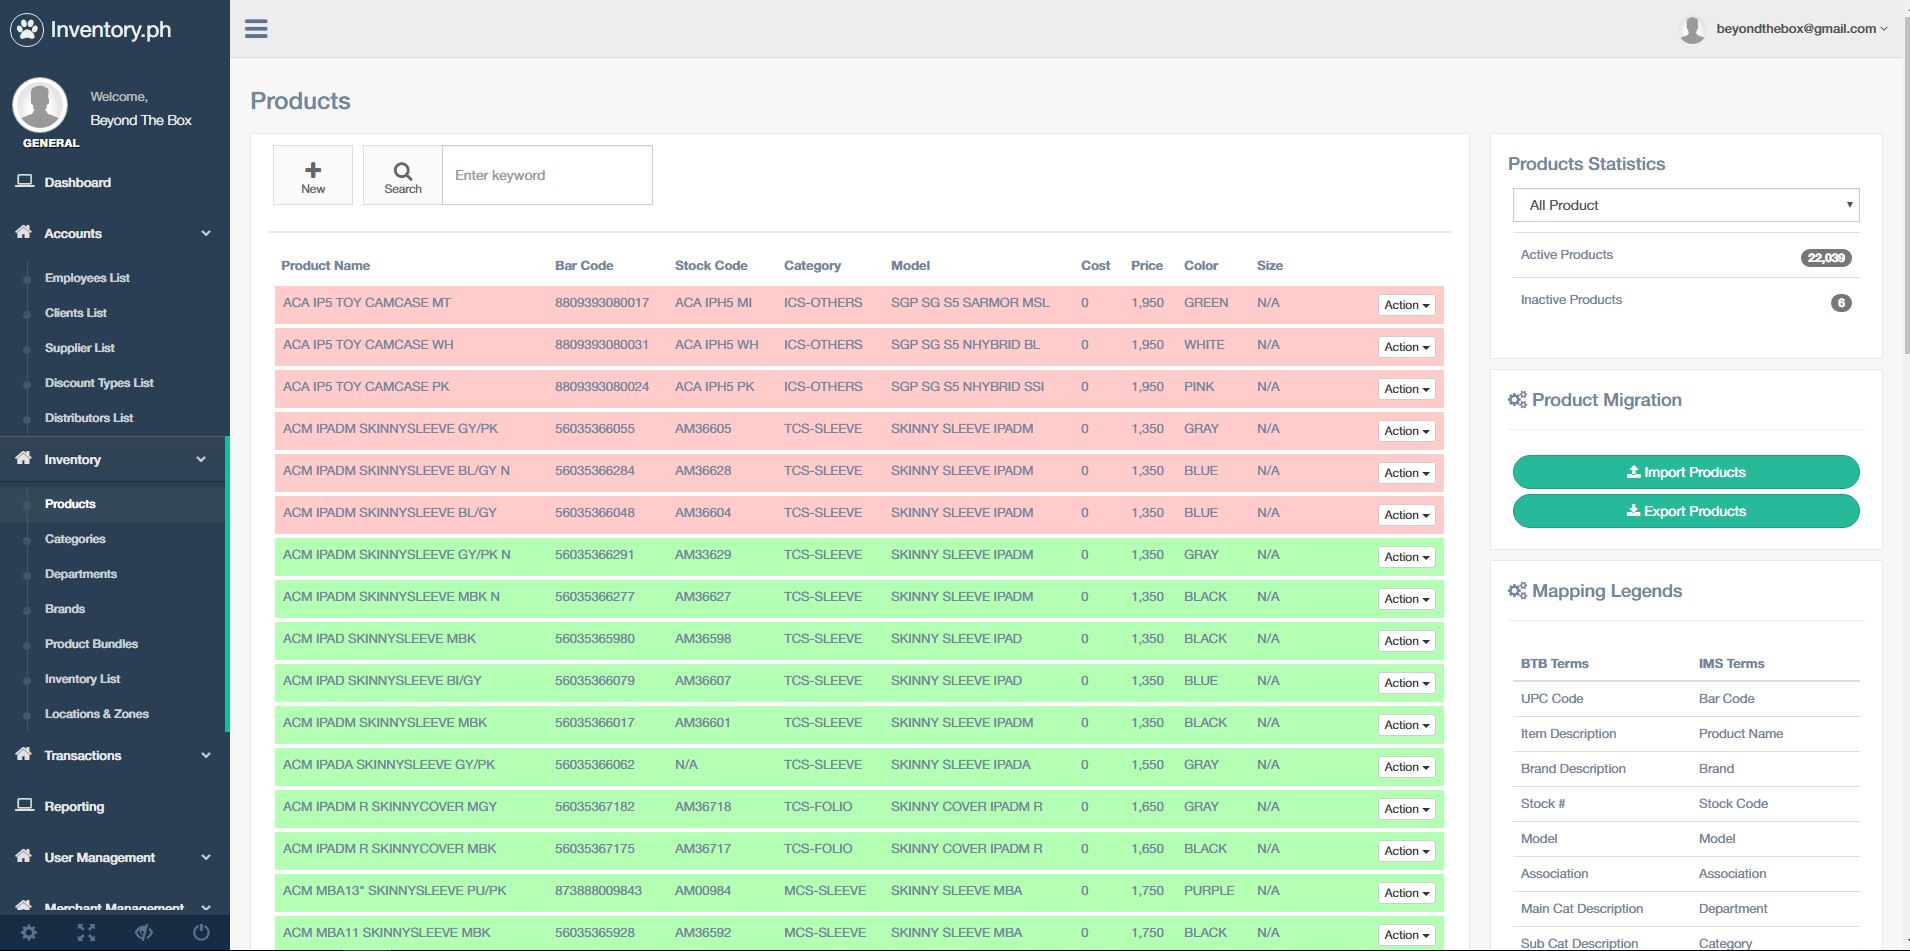 Inventory.ph
beyondthebox@gmail.com
Welcome,
Beyond The Box
GENERAL
Dashboard
Accounts
Employees List
Clients List
Supplier List
Discount Types List
Distributors List
Inventory
Products
Categories
Departments
Brands
Product Bundles
Inventory List
Locations & Zones
Transactions
Reporting
User Management
Merchant Management
Products
New
Search
Enter keyword
Product Name Bar Code Stock Code Category Model Cost Price Color Size
ACA IP5 TOY CAMCASE MT 8809393080017 ACA IPH5 MI ICS-OTHERS SGP SG S5 SARMOR MSL 0 1,950 GREEN N/A Action
ACA IP5 TOY CAMCASE WH 8809393080031 ACA IPH5 WH ICS-OTHERS SGP SG S5 NHYBRID BL 0 1,950 WHITE N/A Action
ACA IP5 TOY CAMCASE PK 8809393080024 ACA IPH5 PK ICS-OTHERS SGP SG S5 NHYBRID SSI 0 1,950 PINK N/A Action
ACM IPADM SKINNYSLEEVE GY/PK 56035366055 AM36605 TCS-SLEEVE SKINNY SLEEVE IPADM 0 1,350 GRAY N/A Action
ACM IPADM SKINNYSLEEVE BL/GY N 56035366284 AM36628 TCS-SLEEVE SKINNY SLEEVE IPADM 0 1,350 BLUE N/A Action
ACM IPADM SKINNYSLEEVE BL/GY 56035366048 AM36604 TCS-SLEEVE SKINNY SLEEVE IPADM 0 1,350 BLUE N/A Action
ACM IPADM SKINNYSLEEVE GY/PK N 56035366291 AM33629 TCS-SLEEVE SKINNY SLEEVE IPADM 0 1,350 GRAY N/A Action
ACM IPADM SKINNYSLEEVE MBK N 56035366277 AM36627 TCS-SLEEVE SKINNY SLEEVE IPADM 0 1,350 BLACK N/A Action
ACM IPAD SKINNYSLEEVE MBK 56035365980 AM36598 TCS-SLEEVE SKINNY SLEEVE IPAD 0 1,350 BLACK N/A Action
ACM IPAD SKINNYSLEEVE BI/GY 56035366079 AM36607 TCS-SLEEVE SKINNY SLEEVE IPAD 0 1,350 BLUE N/A Action
ACM IPADM SKINNYSLEEVE MBK 56035366017 AM36601 TCS-SLEEVE SKINNY SLEEVE IPADM 0 1,350 BLACK N/A Action
ACM IPADA SKINNYSLEEVE GY/PK 56035366062 N/A TCS-SLEEVE SKINNY SLEEVE IPADA 0 1,550 GRAY N/A Action
ACM IPADM R SKINNYCOVER MGY 56035367182 AM36718 TCS-FOLIO SKINNY COVER IPADM R 0 1,650 GRAY N/A Action
ACM IPADM R SKINNYCOVER MBK 56035367175 AM36717 TCS-FOLIO SKINNY COVER IPADM R 0 1,650 BLACK N/A Action
ACM MBA13" SKINNYSLEEVE PU/PK 873888009843 AM00984 MCS-SLEEVE SKINNY SLEEVE MBA 0 1,750 PURPLE N/A Action
ACM MBA11 SKINNYSLEEVE MBK 56035365928 AM36592 MCS-SLEEVE SKINNY SLEEVE MBA 0 1,750 BLACK N/A Action
Products Statistics
All Product
Active Products 22,039
Inactive Products 6
Product Migration
Import Products
Export Products
Mapping Legends
BTB Terms IMS Terms
UPC Code Bar Code
Item Description Product Name
Brand Description Brand
Stock # Stock Code
Model Model
Association Association
Main Cat Description Department
Sub Cat Description Category